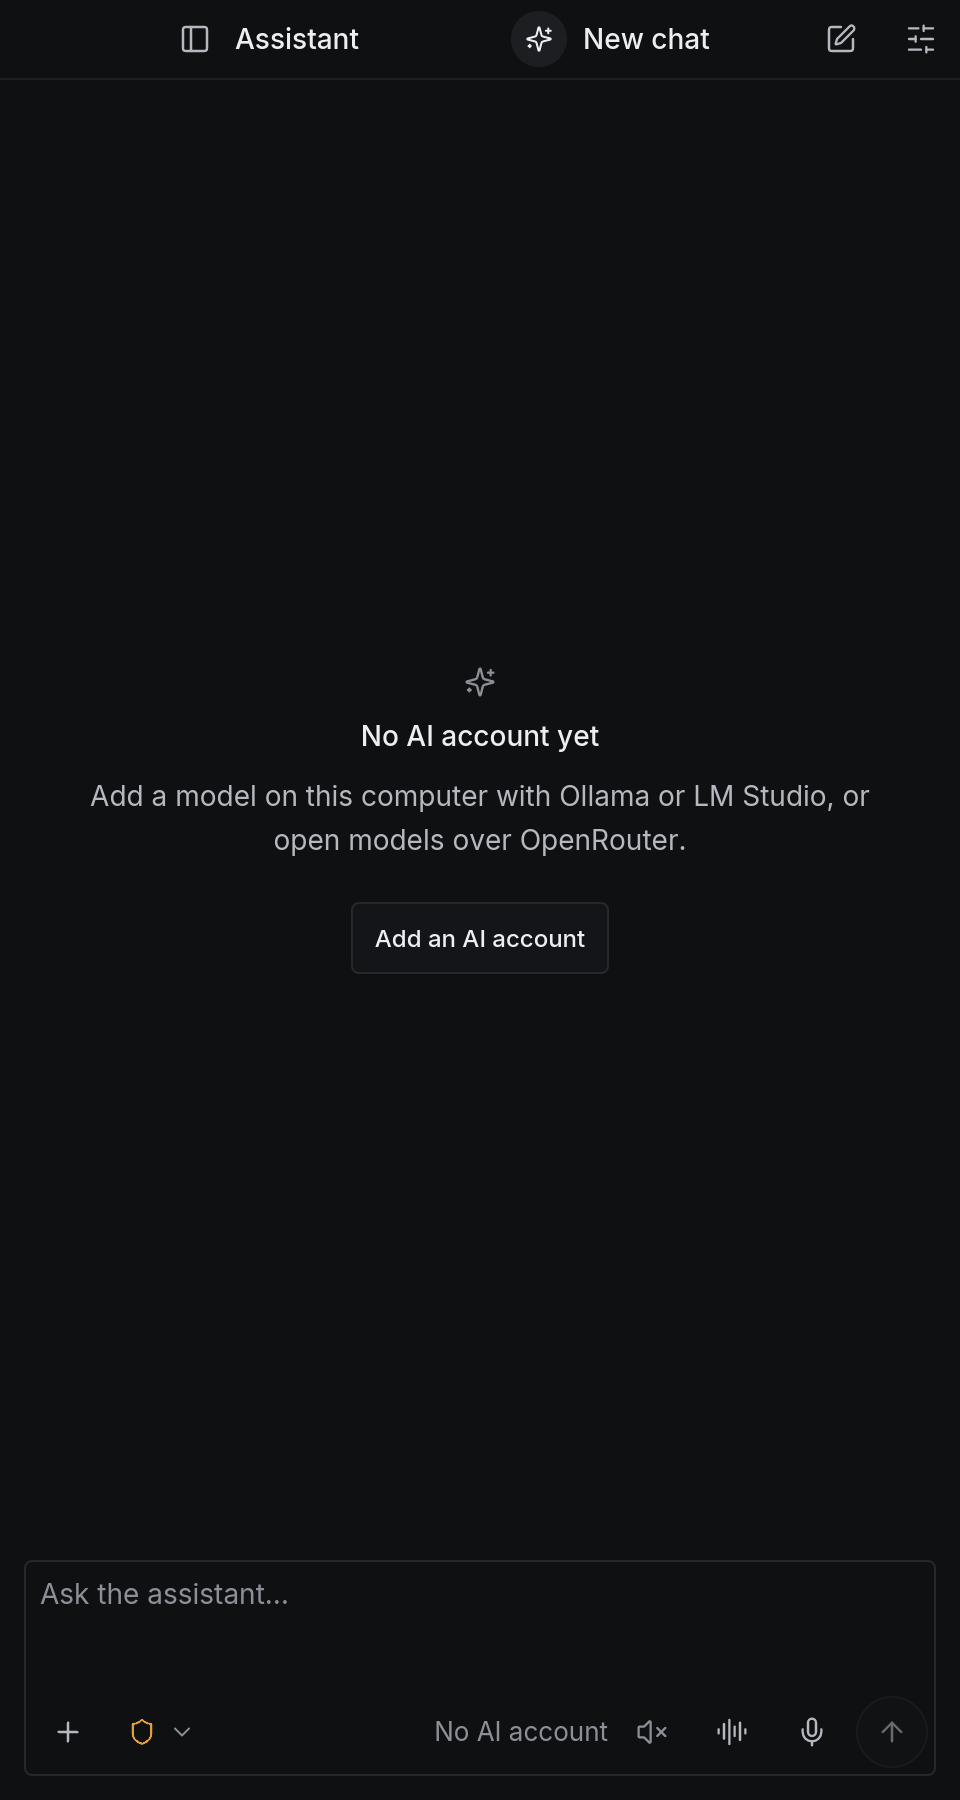 Assistant
New chat
No AI account yet
Add a model on this computer with Ollama or LM Studio, or
open models over OpenRouter.
Add an AI account
Ask the assistant...
No AI account